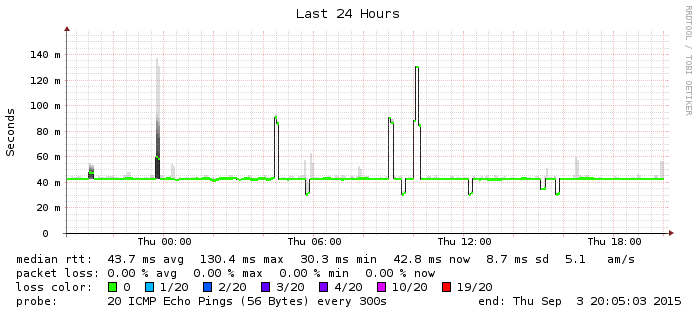 Last 24 Hours
RRDTOOL / TOBI OETIKER
Seconds
140 m
120 m
100 m
80 m
60 m
40 m
20 m
0
Thu 00:00 Thu 06:00 Thu 12:00 Thu 18:00
median rtt: 43.7 ms avg 130.4 ms max 30.3 ms min 42.8 ms now 8.7 ms sd 5.1 am/s
packet loss: 0.00 % avg 0.00 % max 0.00 % min 0.00 % now
loss color: 0 1/20 2/20 3/20 4/20 10/20 19/20
probe: 20 ICMP Echo Pings (56 Bytes) every 300s end: Thu Sep 3 20:05:03 2015